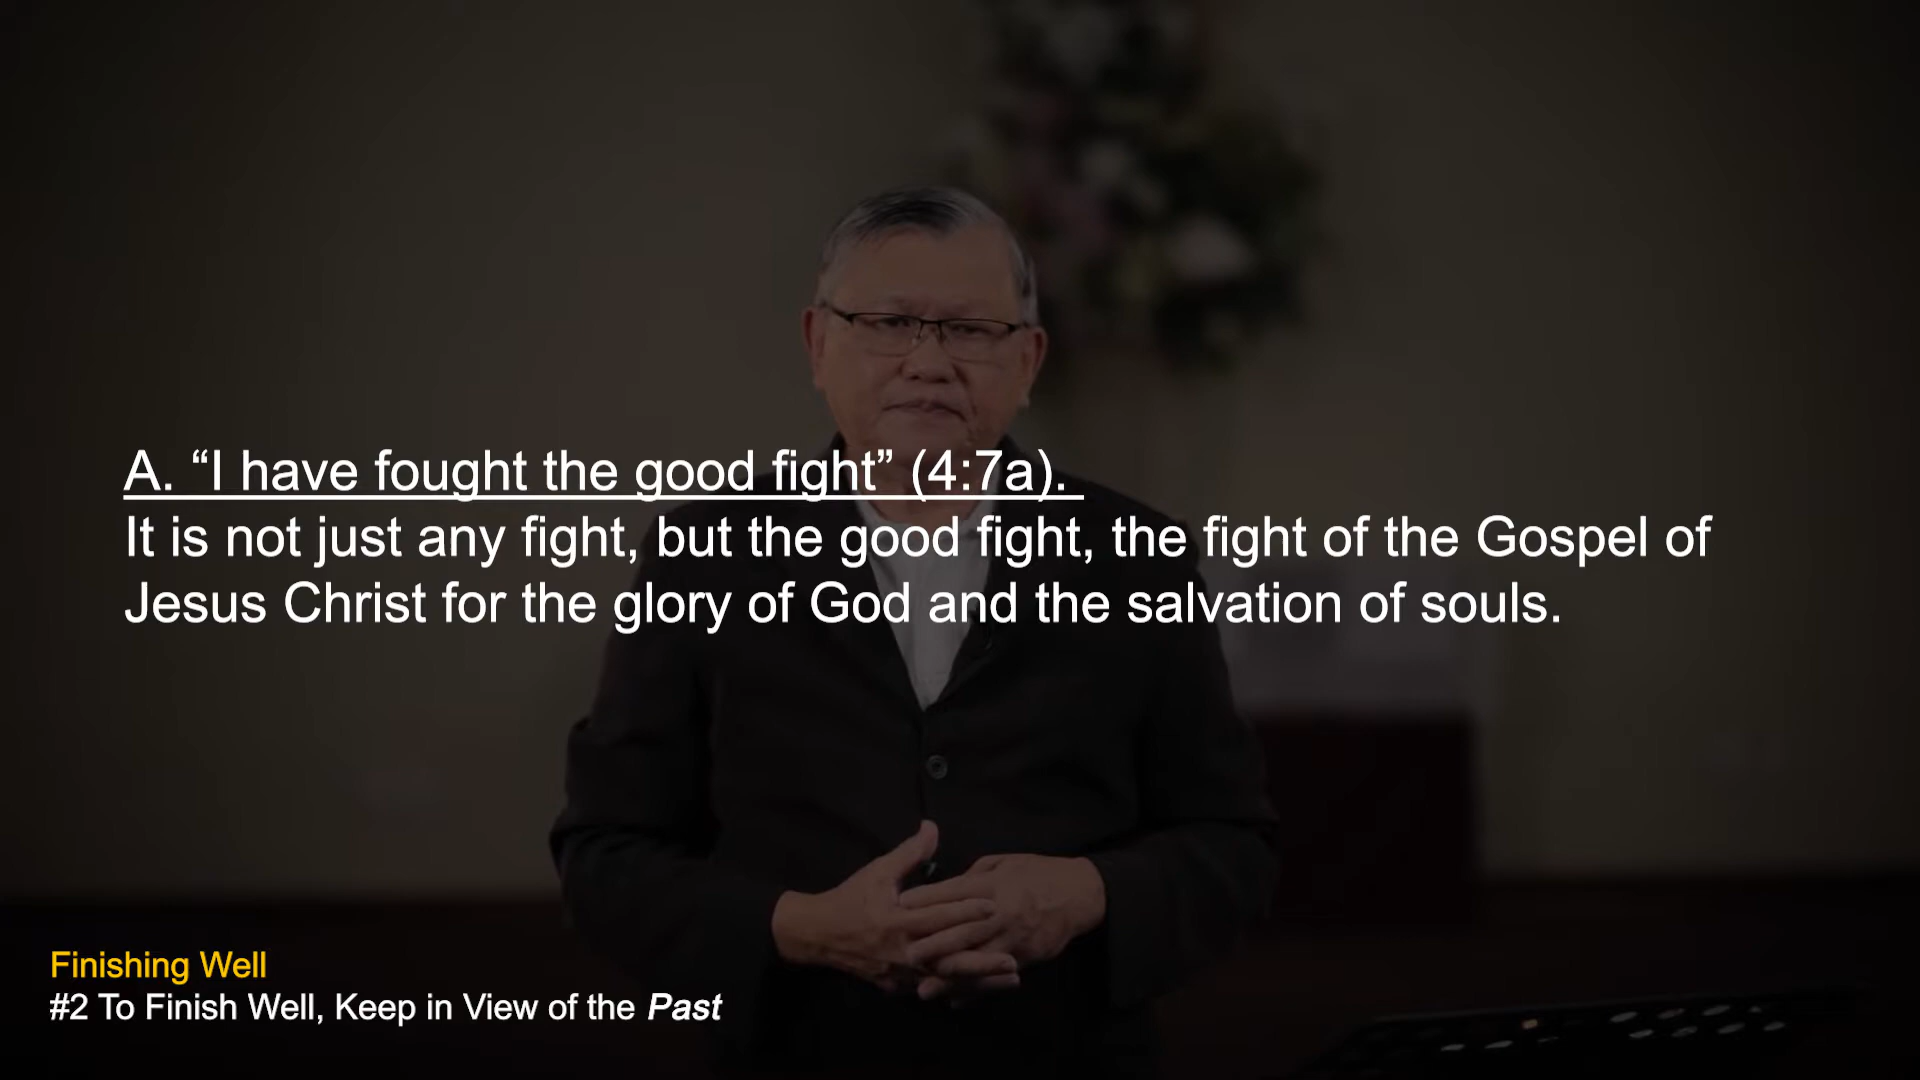 A. “I have fought the good fight” (4:7a).
It is not just any fight, but the good fight, the fight of the Gospel of
Jesus Christ for the glory of God and the salvation of souls.
Finishing Well
#2 To Finish Well, Keep in View of the Past